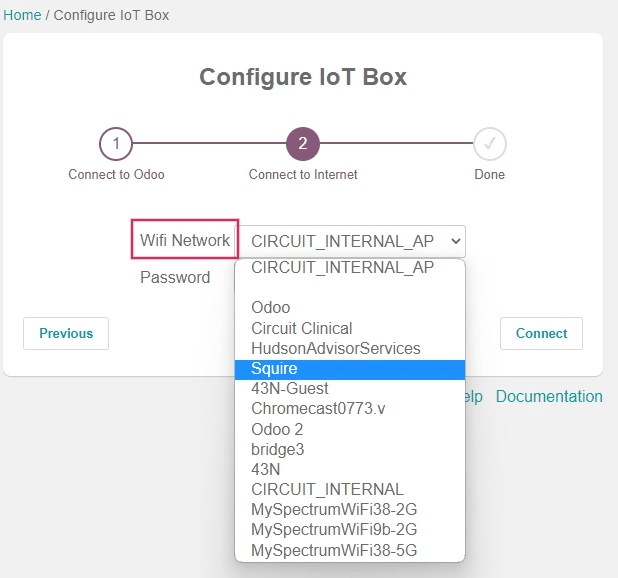 Home / Configure IoT Box
Configure IoT Box
1
2
✓
Connect to Odoo
Connect to Internet
Done
Wifi Network
CIRCUIT_INTERNAL_AP
Password
CIRCUIT_INTERNAL_AP
Odoo
Circuit Clinical
HudsonAdvisorServices
Squire
43N-Guest
Chromecast0773.v
Odoo 2
bridge3
43N
CIRCUIT_INTERNAL
MySpectrumWiFi38-2G
MySpectrumWiFi9b-2G
MySpectrumWiFi38-5G
Previous
Connect
elp Documentation